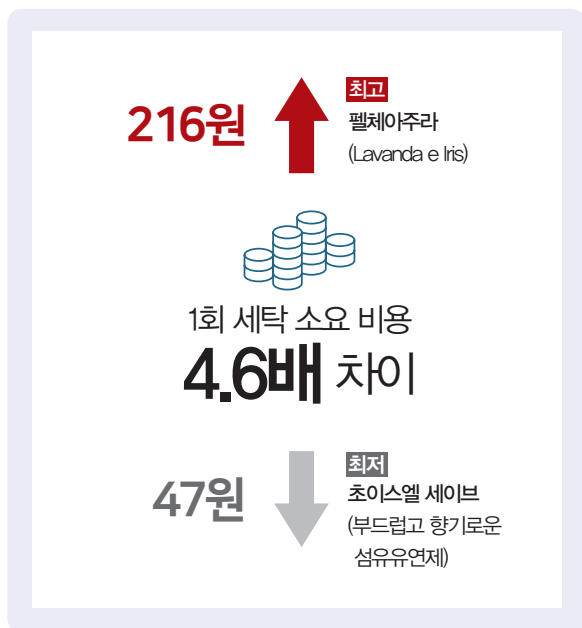 216원
최고
펠체아주라
(Lavanda e Iris)
1회 세탁 소요 비용
4.6배 차이
47원
최저
초이스엘 세이브
(부드럽고 향기로운
섬유유연제)